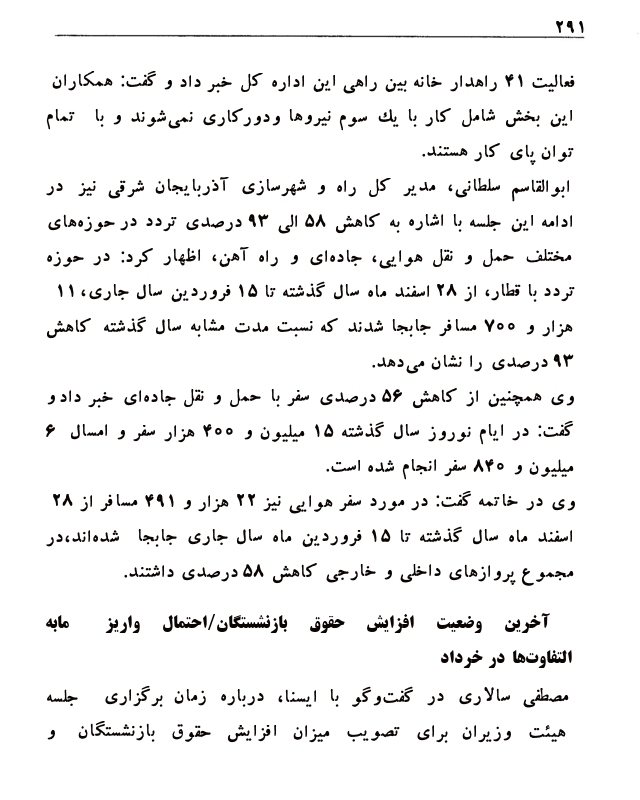 ۲۹۱
فعالیت ۴۱ راهدار خانه بین راهی این اداره کل خبر داد و گفت: همکاران
این بخش شامل کار با یك سوم نیروها ودورکاری نمی‌شوند و با تمام
توان پای کار هستند.
ابوالقاسم سلطانی، مدیر کل راه و شهرسازی آذربایجان شرقی نیز در
ادامه این جلسه با اشاره به کاهش ۵۸ الی ۹۳ درصدی تردد در حوزه‌های
مختلف حمل و نقل هوایی، جاده‌ای و راه آهن، اظهار کرد: در حوزه
تردد با قطار، از ۲۸ اسفند ماه سال گذشته تا ۱۵ فروردین سال جاری، ۱۱
هزار و ۷۰۰ مسافر جابجا شدند که نسبت مدت مشابه سال گذشته کاهش
۹۳ درصدی را نشان می‌دهد.
وی همچنین از کاهش ۵۶ درصدی سفر با حمل و نقل جاده‌ای خبر داد و
گفت: در ایام نوروز سال گذشته ۱۵ میلیون و ۴۰۰ هزار سفر و امسال ۶
میلیون و ۸۴۰ سفر انجام شده است.
وی در خاتمه گفت: در مورد سفر هوایی نیز ۲۲ هزار و ۴۹۱ مسافر از ۲۸
اسفند ماه سال گذشته تا ۱۵ فروردین ماه سال جاری جابجا شده‌اند،در
مجموع پروازهای داخلی و خارجی کاهش ۵۸ درصدی داشتند.
آخرین وضعیت افزایش حقوق بازنشستگان/احتمال واریز مابه
التفاوت‌ها در خرداد
مصطفی سالاری در گفت‌وگو با ایسنا، درباره زمان برگزاری جلسه
هیئت وزیران برای تصویب میزان افزایش حقوق بازنشستگان و